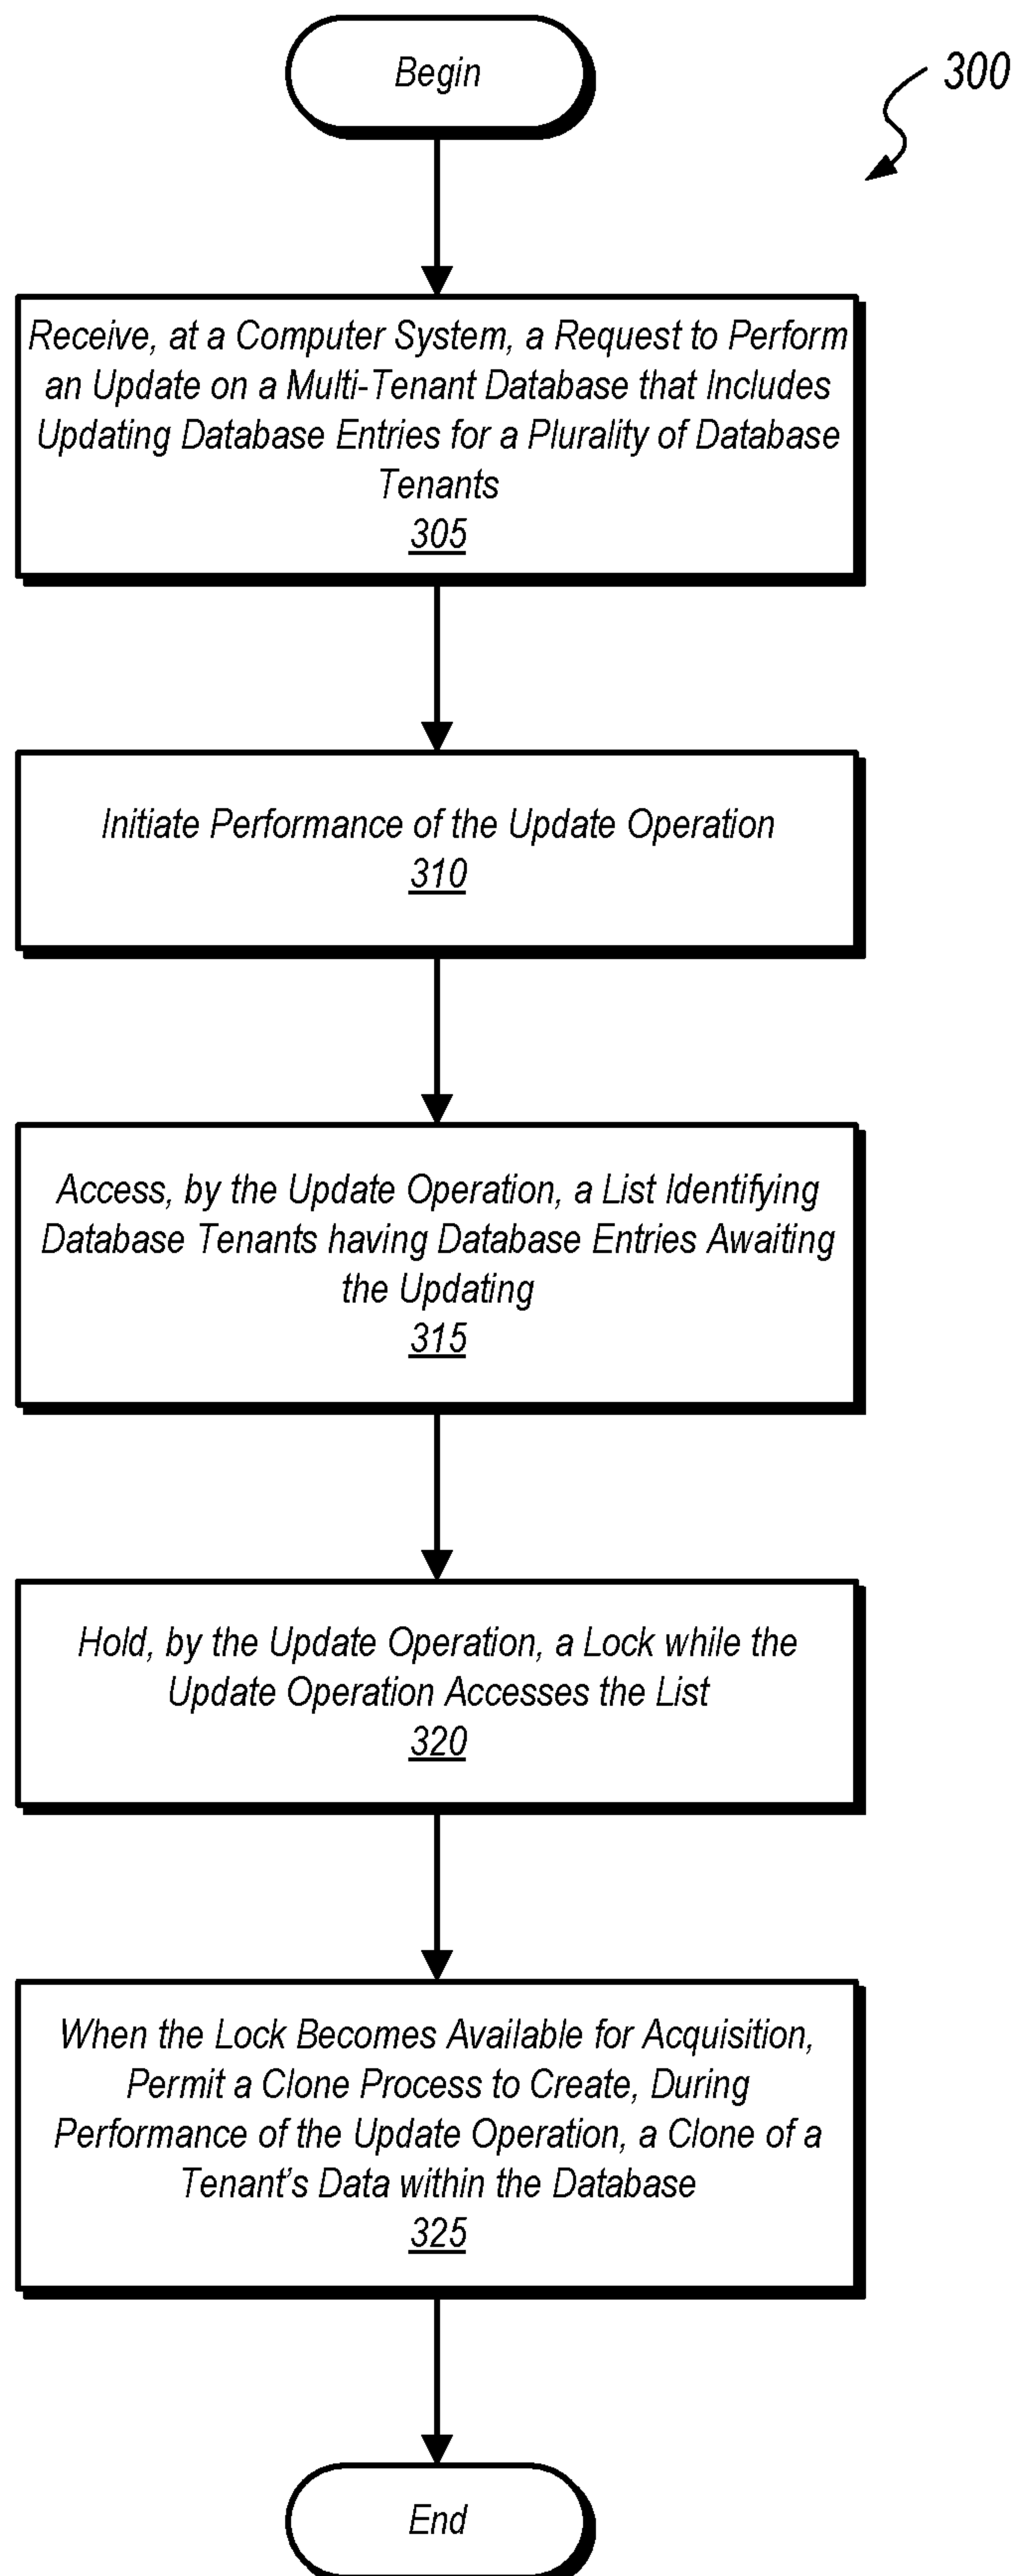 Begin
300
Receive, at a Computer System, a Request to Perform
an Update on a Multi-Tenant Database that Includes
Updating Database Entries for a Plurality of Database
Tenants
305
Initiate Performance of the Update Operation
310
Access, by the Update Operation, a List Identifying
Database Tenants having Database Entries Awaiting
the Updating
315
Hold, by the Update Operation, a Lock while the
Update Operation Accesses the List
320
When the Lock Becomes Available for Acquisition,
Permit a Clone Process to Create, During
Performance of the Update Operation, a Clone of a
Tenant's Data within the Database
325
End